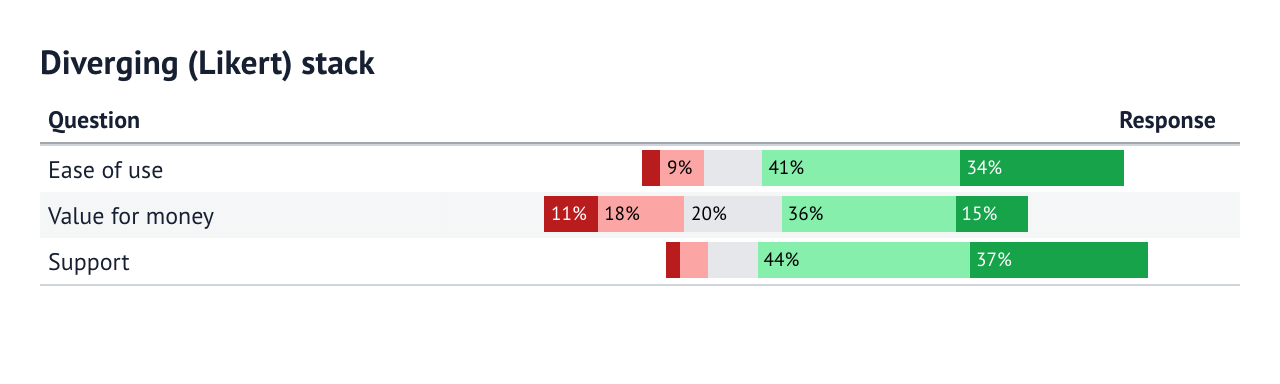 Diverging (Likert) stack
Question Response
Ease of use 9% 41% 34%
Value for money 11% 18% 20% 36% 15%
Support 44% 37%